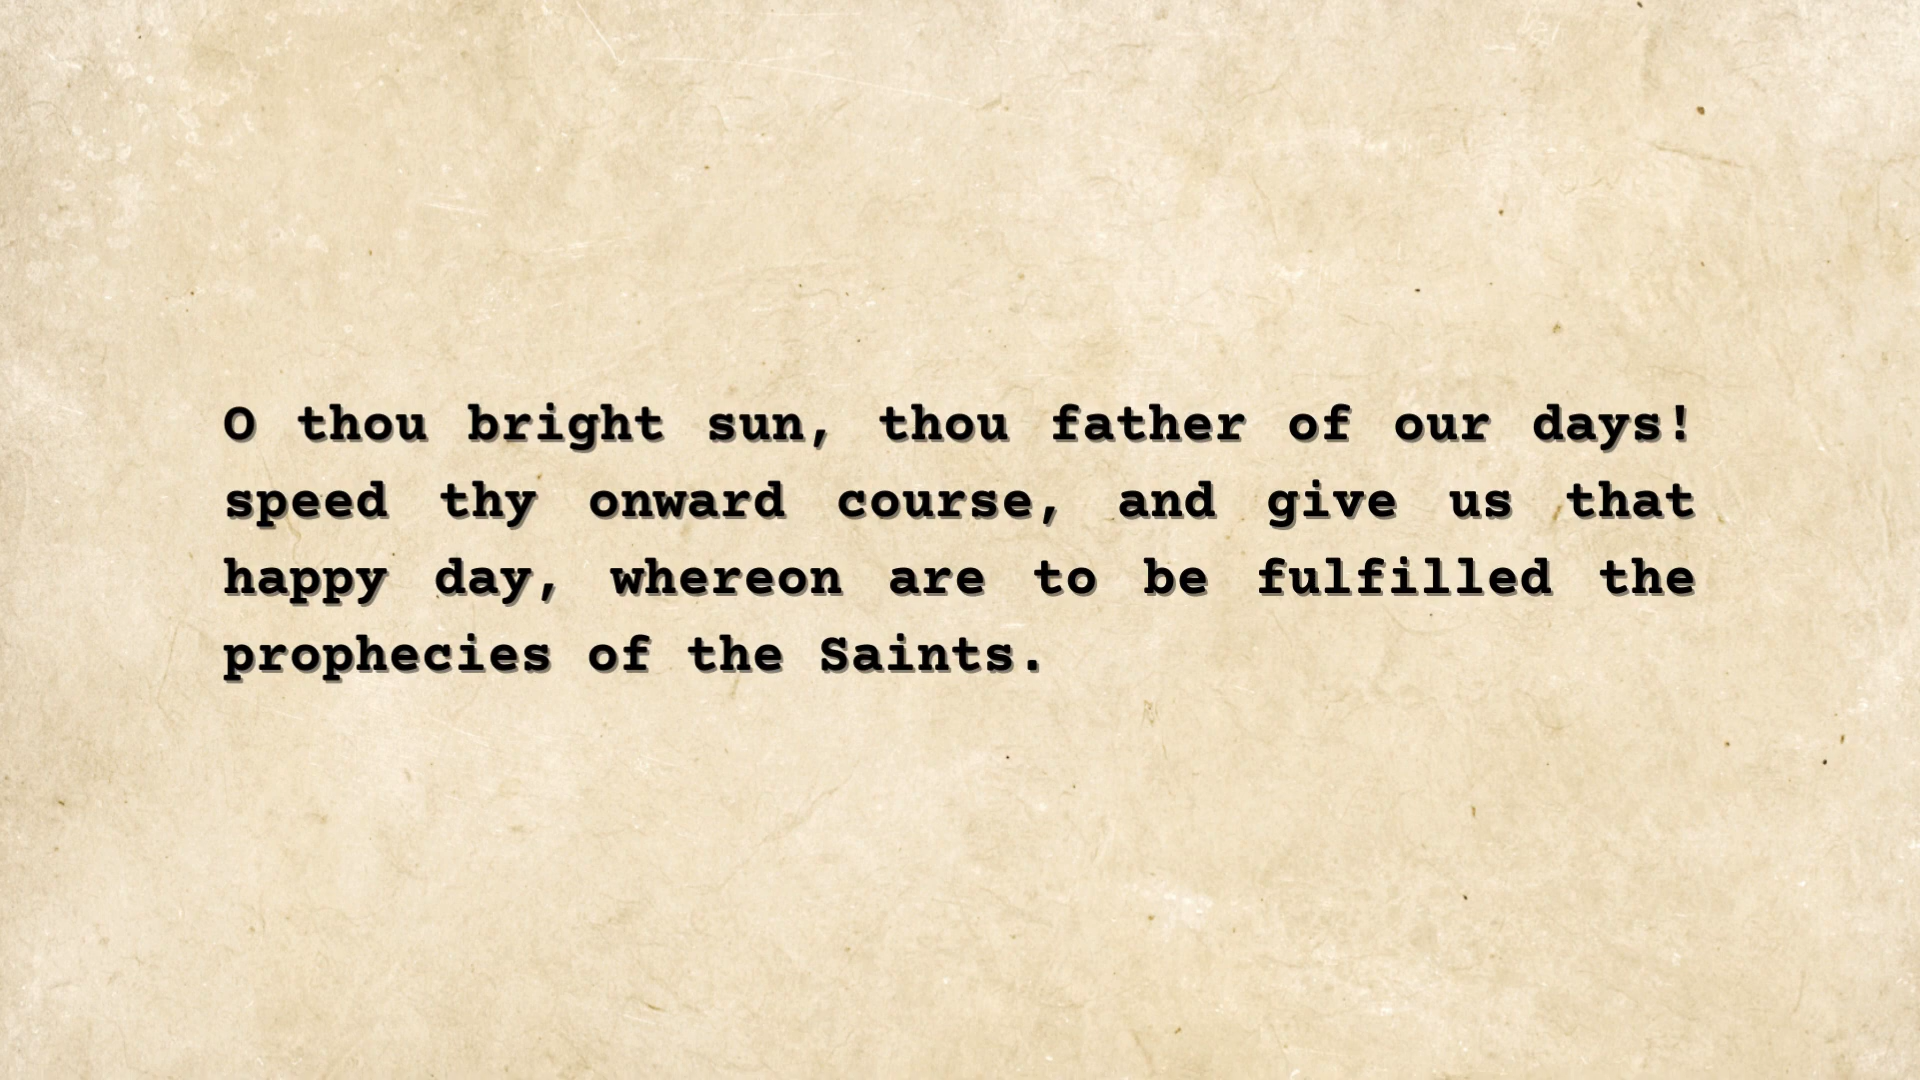 O thou bright sun, thou father of our days!
speed thy onward course, and give us that
happy day, whereon are to be fulfilled the
prophecies of the Saints.